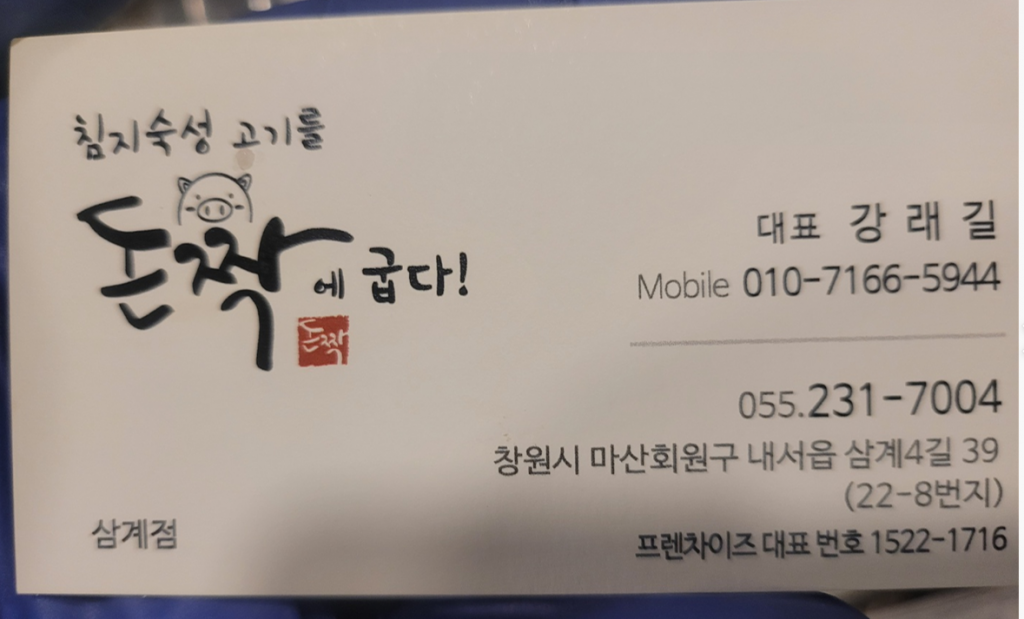 침지숙성 고기를
돈짝에 굽다!
돈짝
삼계점
대표 강래길
Mobile 010-7166-5944
055.231-7004
창원시 마산회원구 내서읍 삼계4길 39
(22-8번지)
프렌차이즈 대표 번호 1522-1716